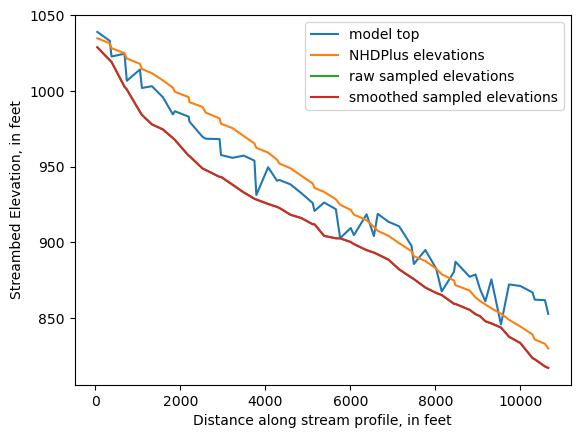 model top
NHDPlus elevations
raw sampled elevations
smoothed sampled elevations
Streambed Elevation, in feet
1050
1000
950
900
850
0 2000 4000 6000 8000 10000
Distance along stream profile, in feet